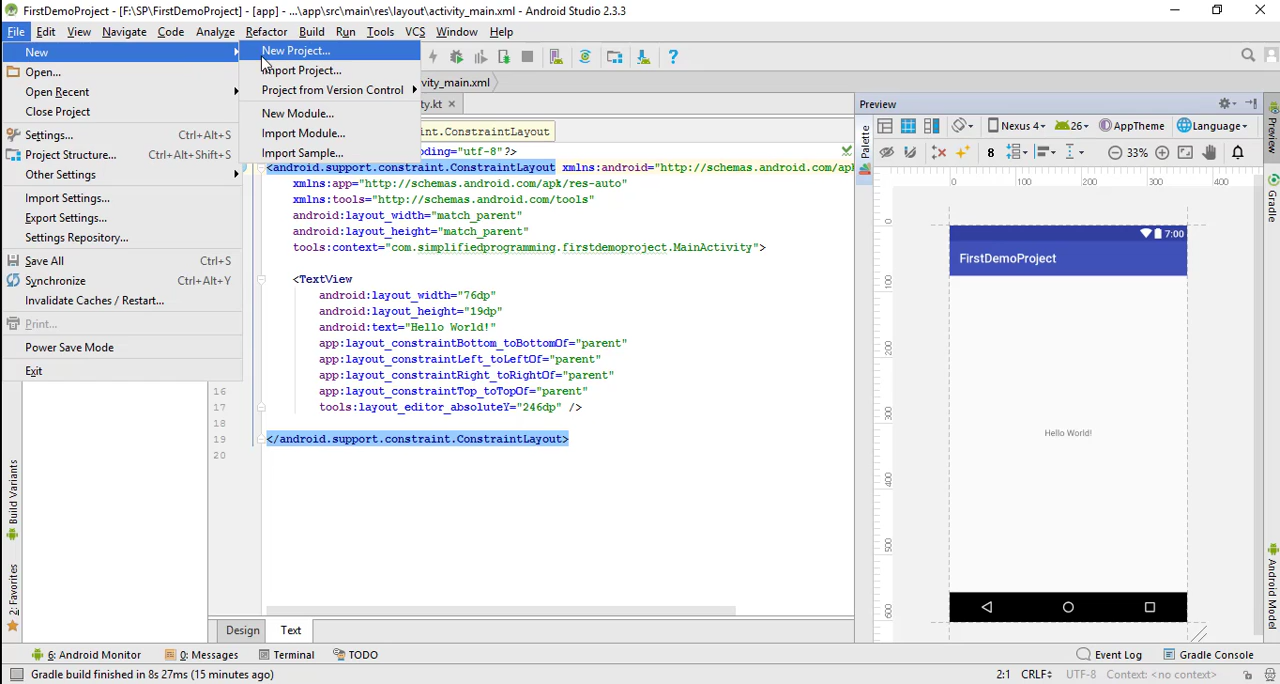 FirstDemoProject - [F:\SP\FirstDemoProject] - [app] - ...\app\src\main\res\layout\activity_main.xml - Android Studio 2.3.3
File Edit View Navigate Code Analyze Refactor Build Run Tools VCS Window Help
New
Open...
Open Recent
Close Project
Settings... Ctrl+Alt+S
Project Structure... Ctrl+Alt+Shift+S
Other Settings
Import Settings...
Export Settings...
Settings Repository...
Save All Ctrl+S
Synchronize Ctrl+Alt+Y
Invalidate Caches / Restart...
Print...
Power Save Mode
Exit
New Project...
Import Project...
Project from Version Control
New Module...
Import Module...
Import Sample...
vity_main.xml
ty.kt
nt.ConstraintLayout
oding="utf-8"?>
<android.support.constraint.ConstraintLayout xmlns:android="http://schemas.android.com/apk
xmlns:app="http://schemas.android.com/apk/res-auto"
xmlns:tools="http://schemas.android.com/tools"
android:layout_width="match_parent"
android:layout_height="match_parent"
tools:context="com.simplifiedprogramming.firstdemoproject.MainActivity">
<TextView
android:layout_width="76dp"
android:layout_height="19dp"
android:text="Hello World!"
app:layout_constraintBottom_toBottomOf="parent"
app:layout_constraintLeft_toLeftOf="parent"
app:layout_constraintRight_toRightOf="parent"
16 app:layout_constraintTop_toTopOf="parent"
17 tools:layout_editor_absoluteY="246dp" />
18
19 </android.support.constraint.ConstraintLayout>
20
Design Text
Build Variants
2: Favorites
Preview
Palette
Nexus 4 26 AppTheme Language
8 33%
0 100 200 300 400
0
100
200
300
400
500
600
7:00
FirstDemoProject
Hello World!
Preview
Gradle
Android Model
6: Android Monitor 0: Messages Terminal TODO Event Log Gradle Console
Gradle build finished in 8s 27ms (15 minutes ago) 2:1 CRLF UTF-8 Context: <no context>